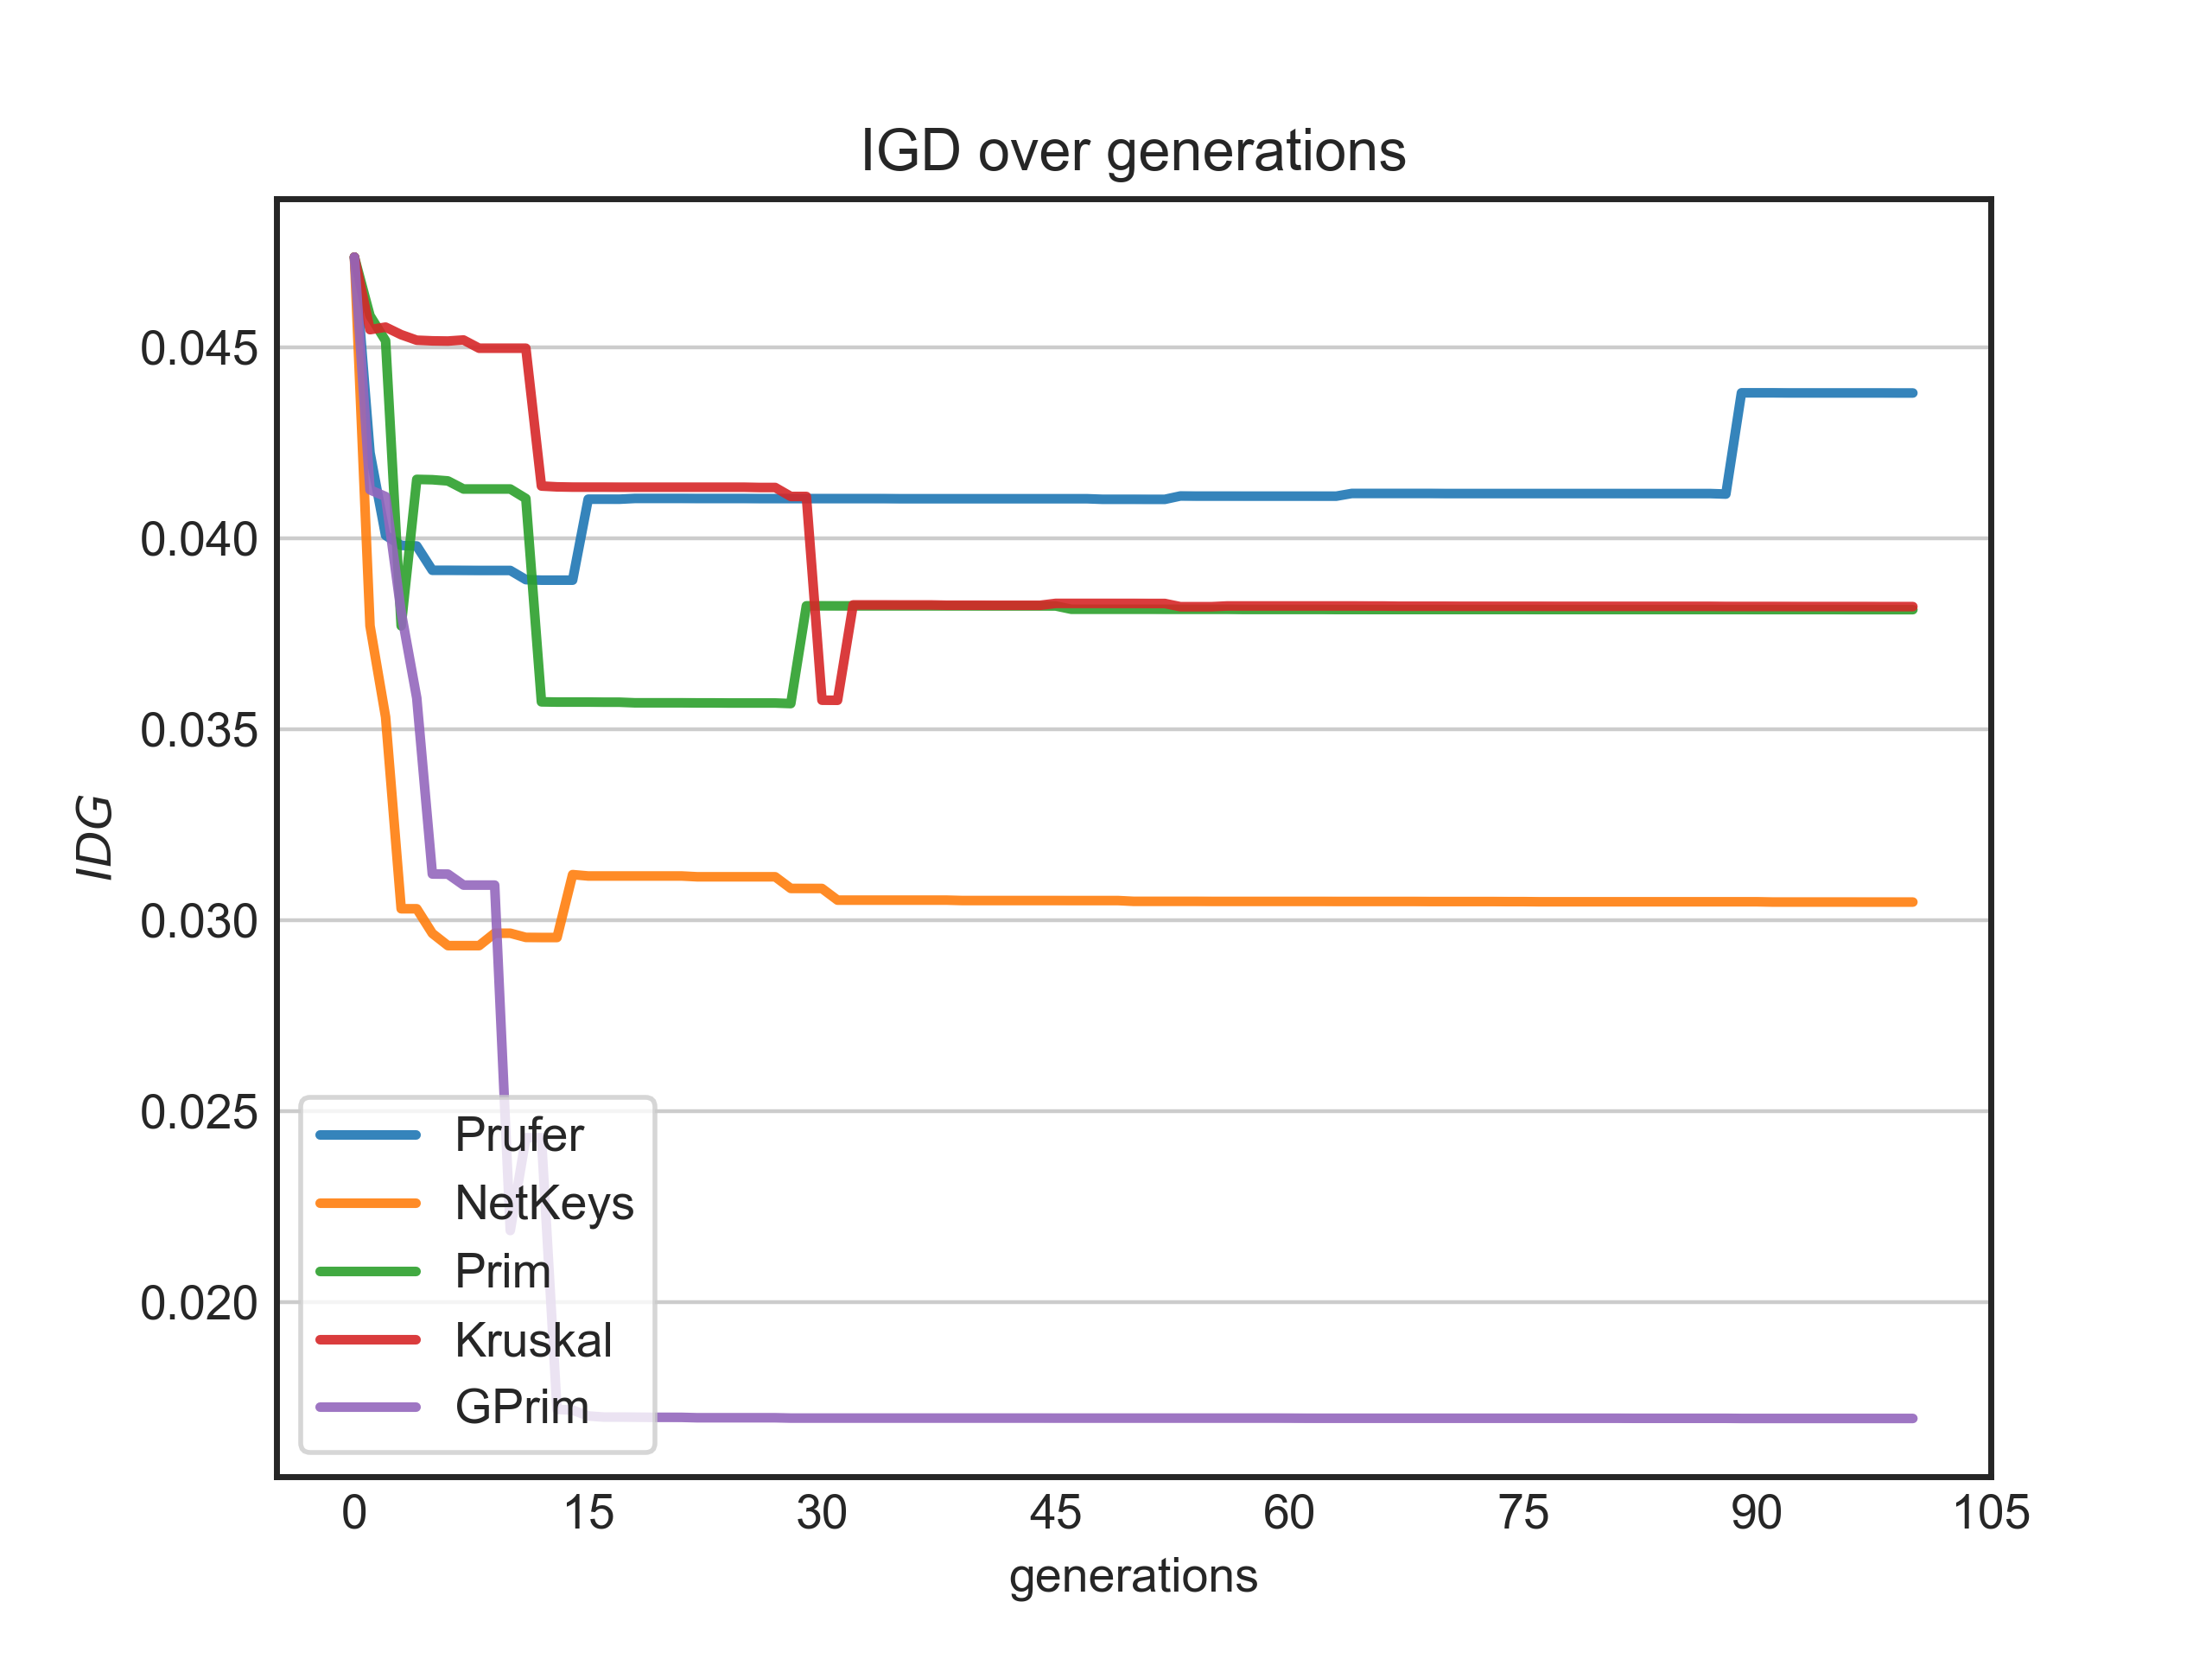 IGD over generations
0.045
0.040
0.035
0.030
0.025
0.020
IDG
Prufer
NetKeys
Prim
Kruskal
GPrim
0 15 30 45 60 75 90 105
generations